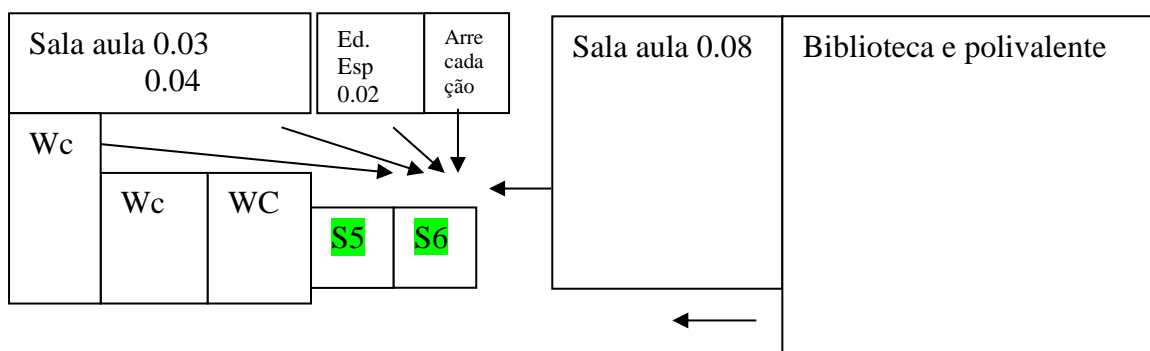 Sala aula 0.03
0.04
Ed.
Esp
0.02
Arre
cada
ção
Sala aula 0.08
Biblioteca e polivalente
Wc
Wc
WC
S5
S6